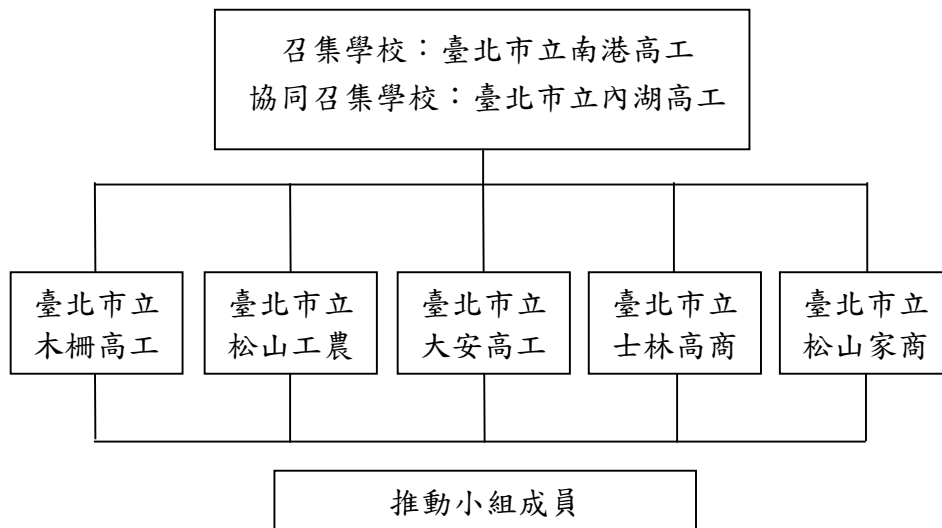 召集學校：臺北市立南港高工
協同召集學校：臺北市立內湖高工
臺北市立
木柵高工
臺北市立
松山工農
臺北市立
大安高工
臺北市立
士林高商
臺北市立
松山家商
推動小組成員